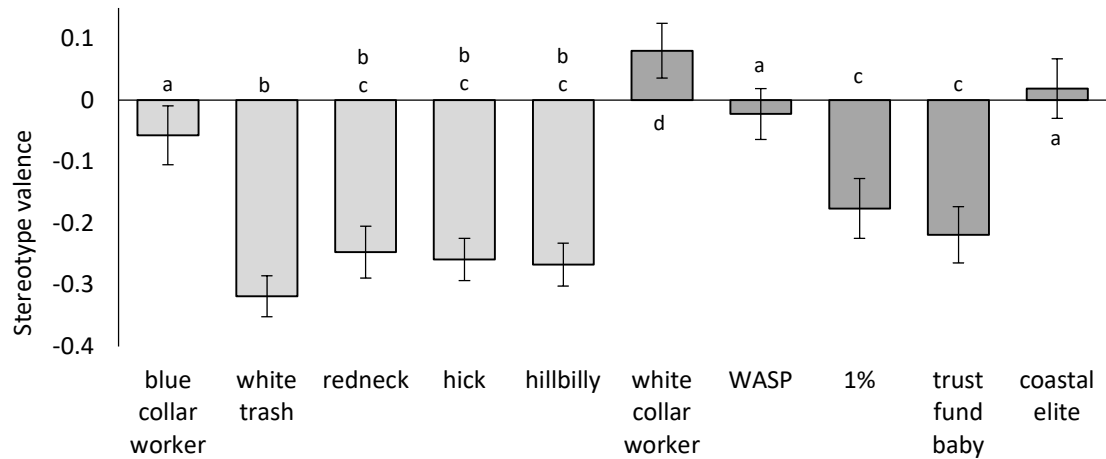 Stereotype valence
0.1
0
-0.1
-0.2
-0.3
-0.4
a
b
b
c
b
c
b
c
d
a
c
c
a
blue
collar
worker
white
trash
redneck
hick
hillbilly
white
collar
worker
WASP
1%
trust
fund
baby
coastal
elite